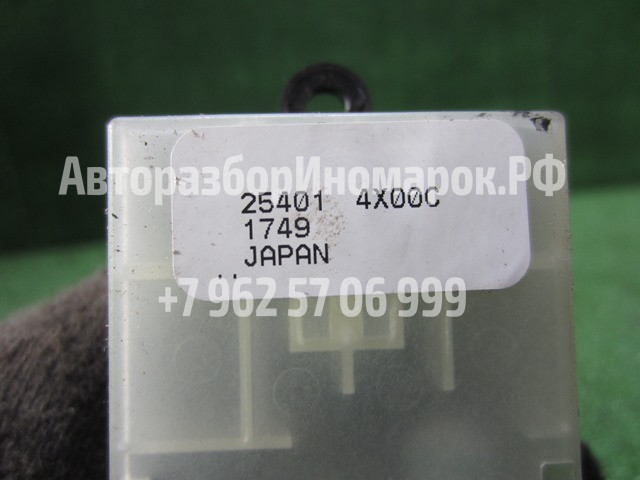 АвторазборИномарок.РФ
25401 4X00C
1749
JAPAN
+7 962 57 06 999